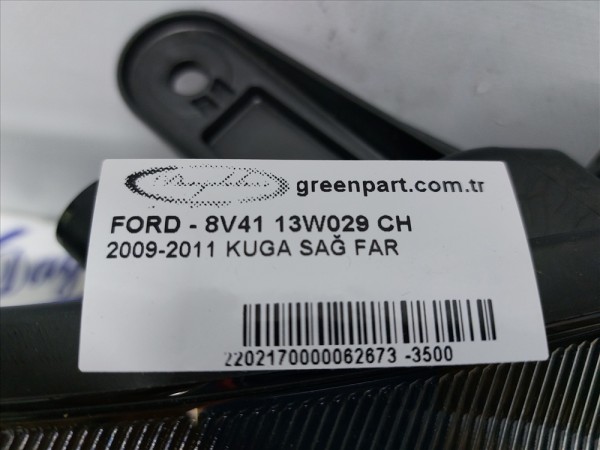 greenpart.com.tr
FORD - 8V41 13W029 CH
2009-2011 KUGA SAĞ FAR
2202170000062673 -3500